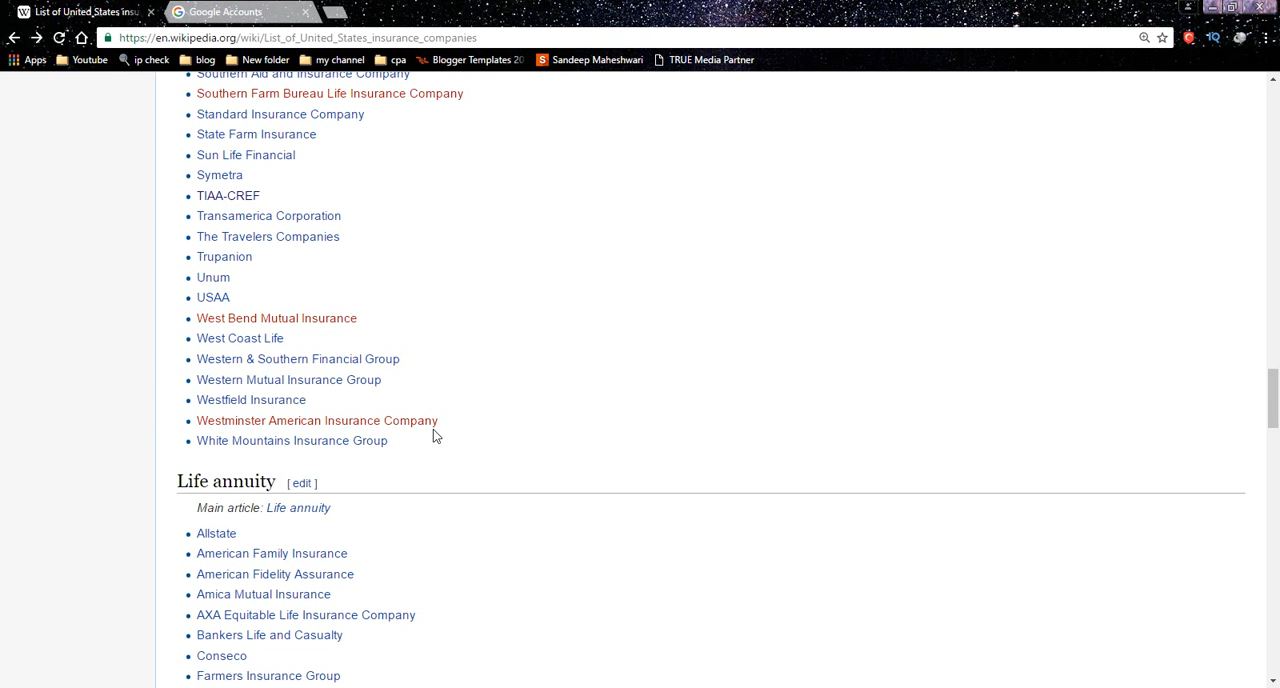 List of United States insu
Google Accounts
https://en.wikipedia.org/wiki/List_of_United_States_insurance_companies
Apps Youtube ip check blog New folder my channel cpa Blogger Templates 20 Sandeep Maheshwari TRUE Media Partner
Southern Aid and Insurance Company
Southern Farm Bureau Life Insurance Company
Standard Insurance Company
State Farm Insurance
Sun Life Financial
Symetra
TIAA-CREF
Transamerica Corporation
The Travelers Companies
Trupanion
Unum
USAA
West Bend Mutual Insurance
West Coast Life
Western & Southern Financial Group
Western Mutual Insurance Group
Westfield Insurance
Westminster American Insurance Company
White Mountains Insurance Group
Life annuity [ edit ]
Main article: Life annuity
Allstate
American Family Insurance
American Fidelity Assurance
Amica Mutual Insurance
AXA Equitable Life Insurance Company
Bankers Life and Casualty
Conseco
Farmers Insurance Group